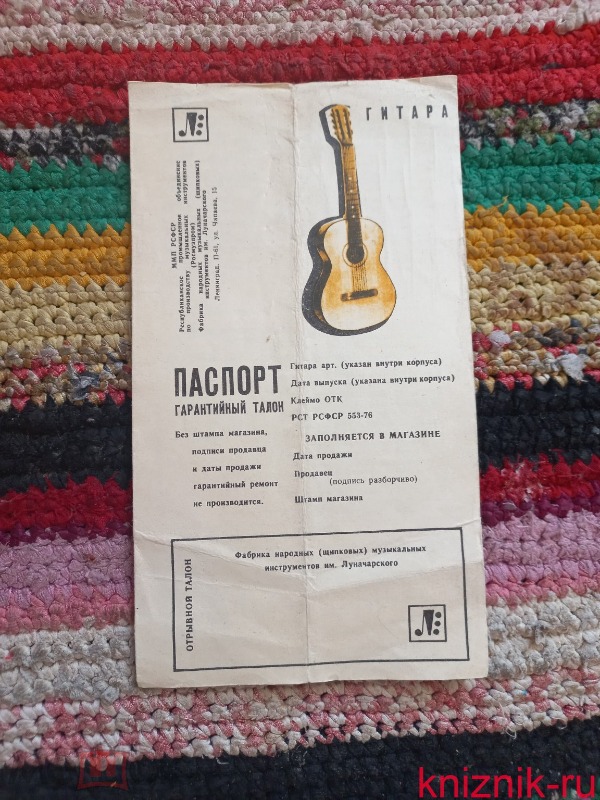 ГИТАРА
МИП РСФСР
Республиканское промышленное объединение
по производству музыкальных инструментов
(Росмузпром)
Фабрика народных музыкальных (щипковых)
инструментов им. Луначарского
Ленинград, П-61, ул. Чапаева, 15
ПАСПОРТ
ГАРАНТИЙНЫЙ ТАЛОН
Без штампа магазина,
подписи продавца
и даты продажи
гарантийный ремонт
не производится.
Гитара арт. (указан внутри корпуса)
Дата выпуска (указана внутри корпуса)
Клеймо ОТК
РСТ РСФСР 553-76
ЗАПОЛНЯЕТСЯ В МАГАЗИНЕ
Дата продажи
Продавец
(подпись разборчиво)
Штамп магазина
ОТРЫВНОЙ ТАЛОН
Фабрика народных (щипковых) музыкальных
инструментов им. Луначарского
kniznik-ru